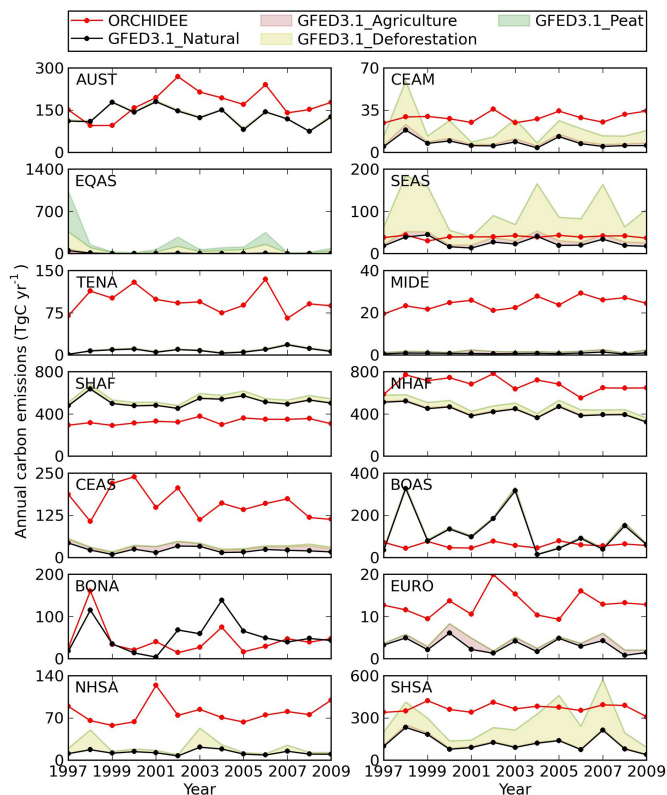 ORCHIDEE GFED3.1_Agriculture GFED3.1_Peat
GFED3.1_Natural GFED3.1_Deforestation
Annual carbon emissions (TgC yr⁻¹)
AUST CEAM
300 70
150 35
0 0
EQAS SEAS
1400 200
700 100
0 0
TENA MIDE
150 40
75 20
0 0
SHAF NHAF
800 800
400 600
0 400
200
0
CEAS BOAS
250 400
125 200
0 0
BONA EURO
200 20
100 10
0 0
NHSA SHSA
140 600
70 300
0 0
1997 1999 2001 2003 2005 2007 2009 1997 1999 2001 2003 2005 2007 2009
Year Year